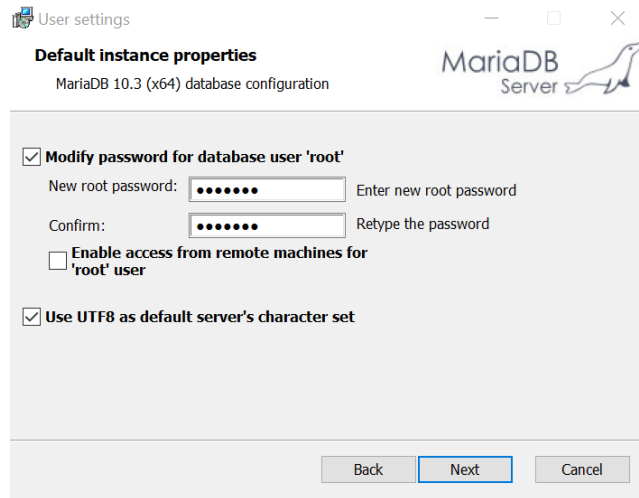 User settings
Default instance properties
MariaDB 10.3 (x64) database configuration
MariaDB
Server
Modify password for database user 'root'
New root password: ●●●●●●● Enter new root password
Confirm: ●●●●●●● Retype the password
Enable access from remote machines for
'root' user
Use UTF8 as default server's character set
Back Next Cancel